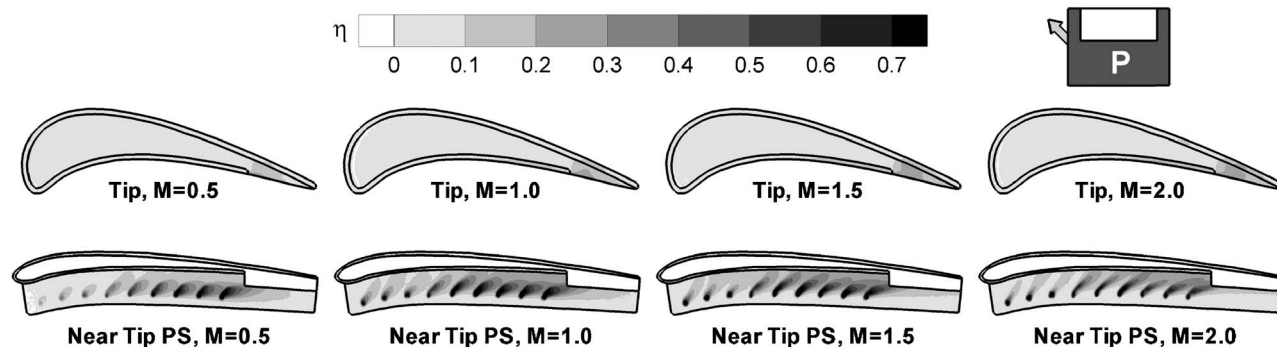 η
0 0.1 0.2 0.3 0.4 0.5 0.6 0.7
P
Tip, M=0.5 Tip, M=1.0 Tip, M=1.5 Tip, M=2.0
Near Tip PS, M=0.5 Near Tip PS, M=1.0 Near Tip PS, M=1.5 Near Tip PS, M=2.0